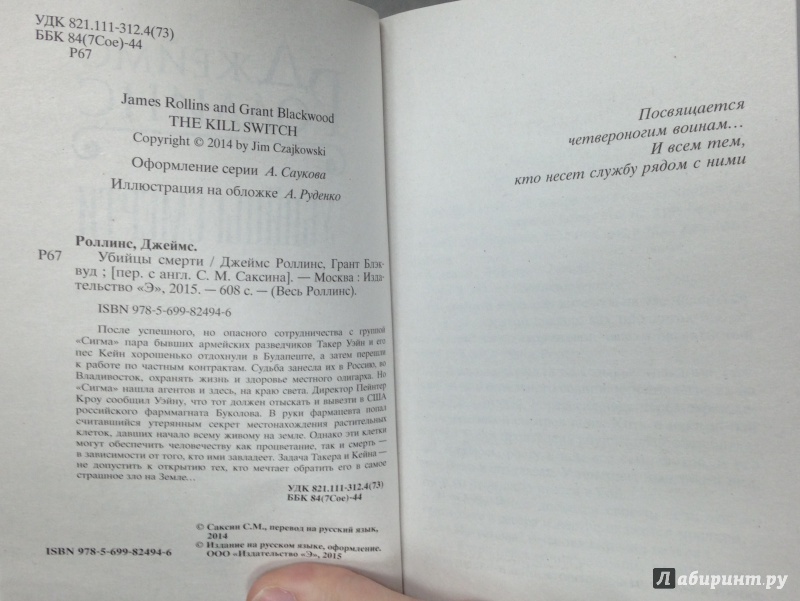 УДК 821.111-312.4(73)
ББК 84(7Сое)-44
Р67
James Rollins and Grant Blackwood
THE KILL SWITCH
Copyright © 2014 by Jim Czajkowski
Оформление серии А. Саукова
Иллюстрация на обложке А. Руденко
Роллинс, Джеймс.
Р67 Убийцы смерти / Джеймс Роллинс, Грант Блэк-
вуд ; [пер. с англ. С. М. Саксина]. — Москва : Изда-
тельство «Э», 2015. — 608 с. — (Весь Роллинс).
ISBN 978-5-699-82494-6
После успешного, но опасного сотрудничества с группой
«Сигма» пара бывших армейских разведчиков Такер Уэйн и его
пес Кейн хорошенько отдохнули в Будапеште, а затем перешли
к работе по частным контрактам. Судьба занесла их в Россию, во
Владивосток, охранять жизнь и здоровье местного олигарха. Но
«Сигма» нашла агентов и здесь, на краю света. Директор Пейнтер
Кроу сообщил Уэйну, что тот должен отыскать и вывезти в США
российского фарммагната Буколова. В руки фармацевта попал
считавшийся утерянным секрет местонахождения растительных
клеток, давших начало всему живому на земле. Однако эти клетки
могут обеспечить человечеству как процветание, так и смерть –
в зависимости от того, кто ими завладеет. Задача Такера и Кейна —
не допустить к открытию тех, кто мечтает обратить его в самое
страшное зло на Земле...
УДК 821.111-312.4(73)
ББК 84(7Сое)-44
© Саксин С.М., перевод на русский язык,
2014
© Издание на русском языке, оформление.
ООО «Издательство «Э», 2015
ISBN 978-5-699-82494-6
Посвящается
четвероногим воинам...
И всем тем,
кто несет службу рядом с ними
Лабиринт.ру